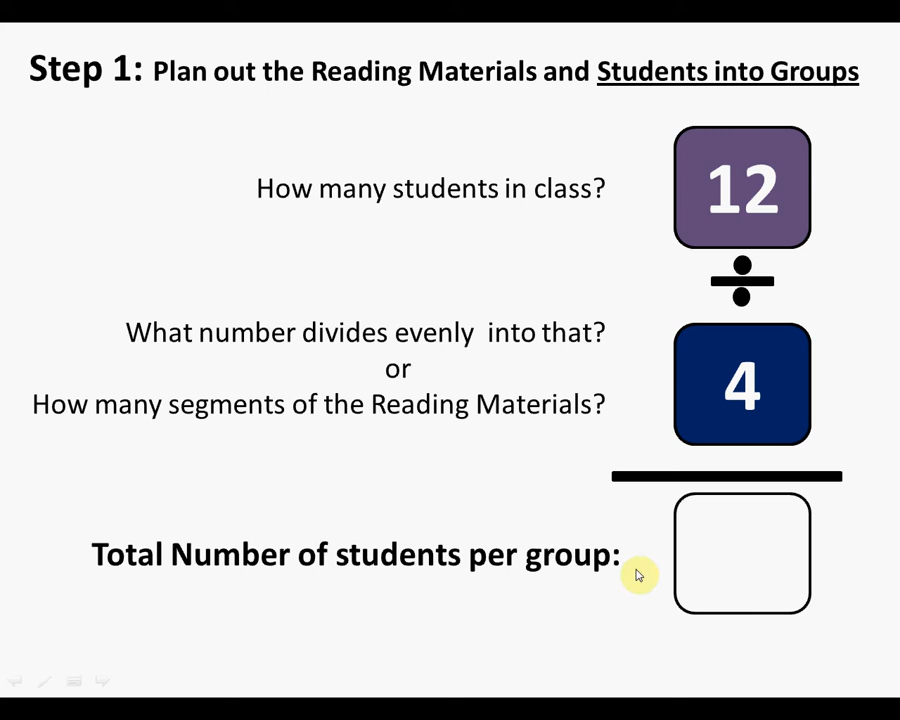 Step 1: Plan out the Reading Materials and Students into Groups
How many students in class?
12
÷
What number divides evenly into that?
or
How many segments of the Reading Materials?
4
Total Number of students per group: